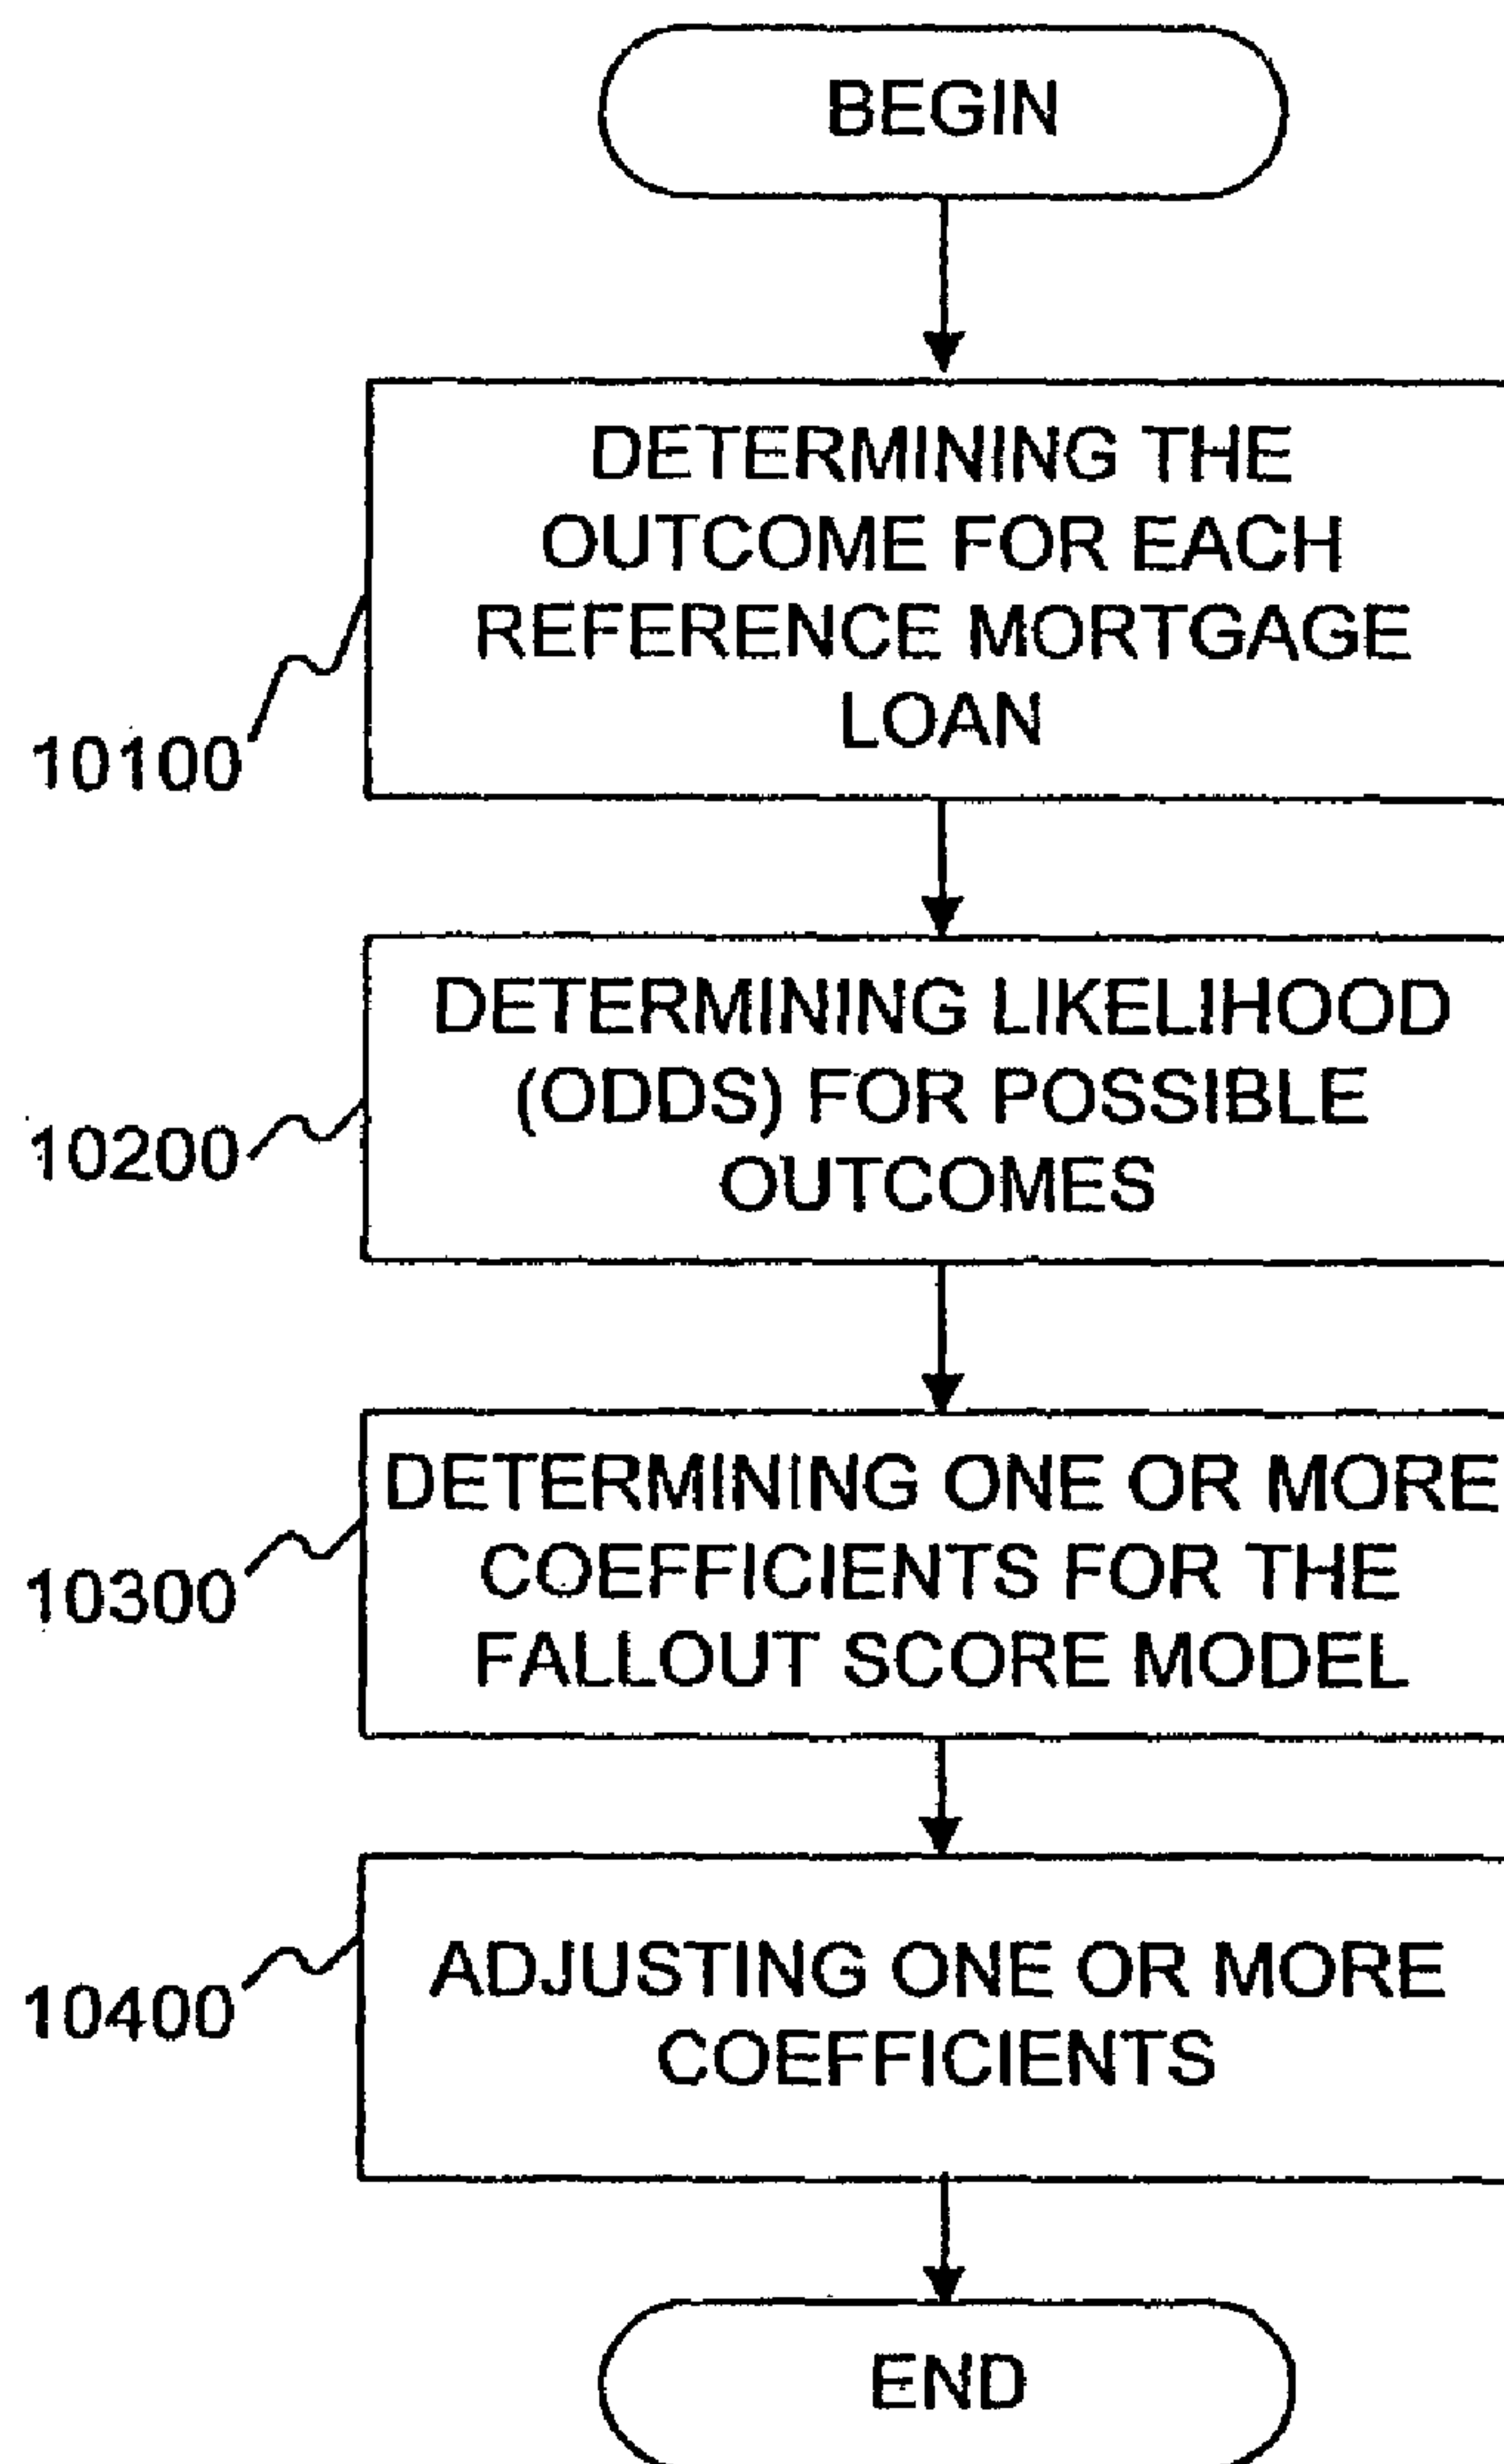 BEGIN
DETERMINING THE
OUTCOME FOR EACH
REFERENCE MORTGAGE
LOAN
10100
DETERMINING LIKELIHOOD
(ODDS) FOR POSSIBLE
OUTCOMES
10200
DETERMINING ONE OR MORE
COEFFICIENTS FOR THE
FALLOUT SCORE MODEL
10300
ADJUSTING ONE OR MORE
COEFFICIENTS
10400
END